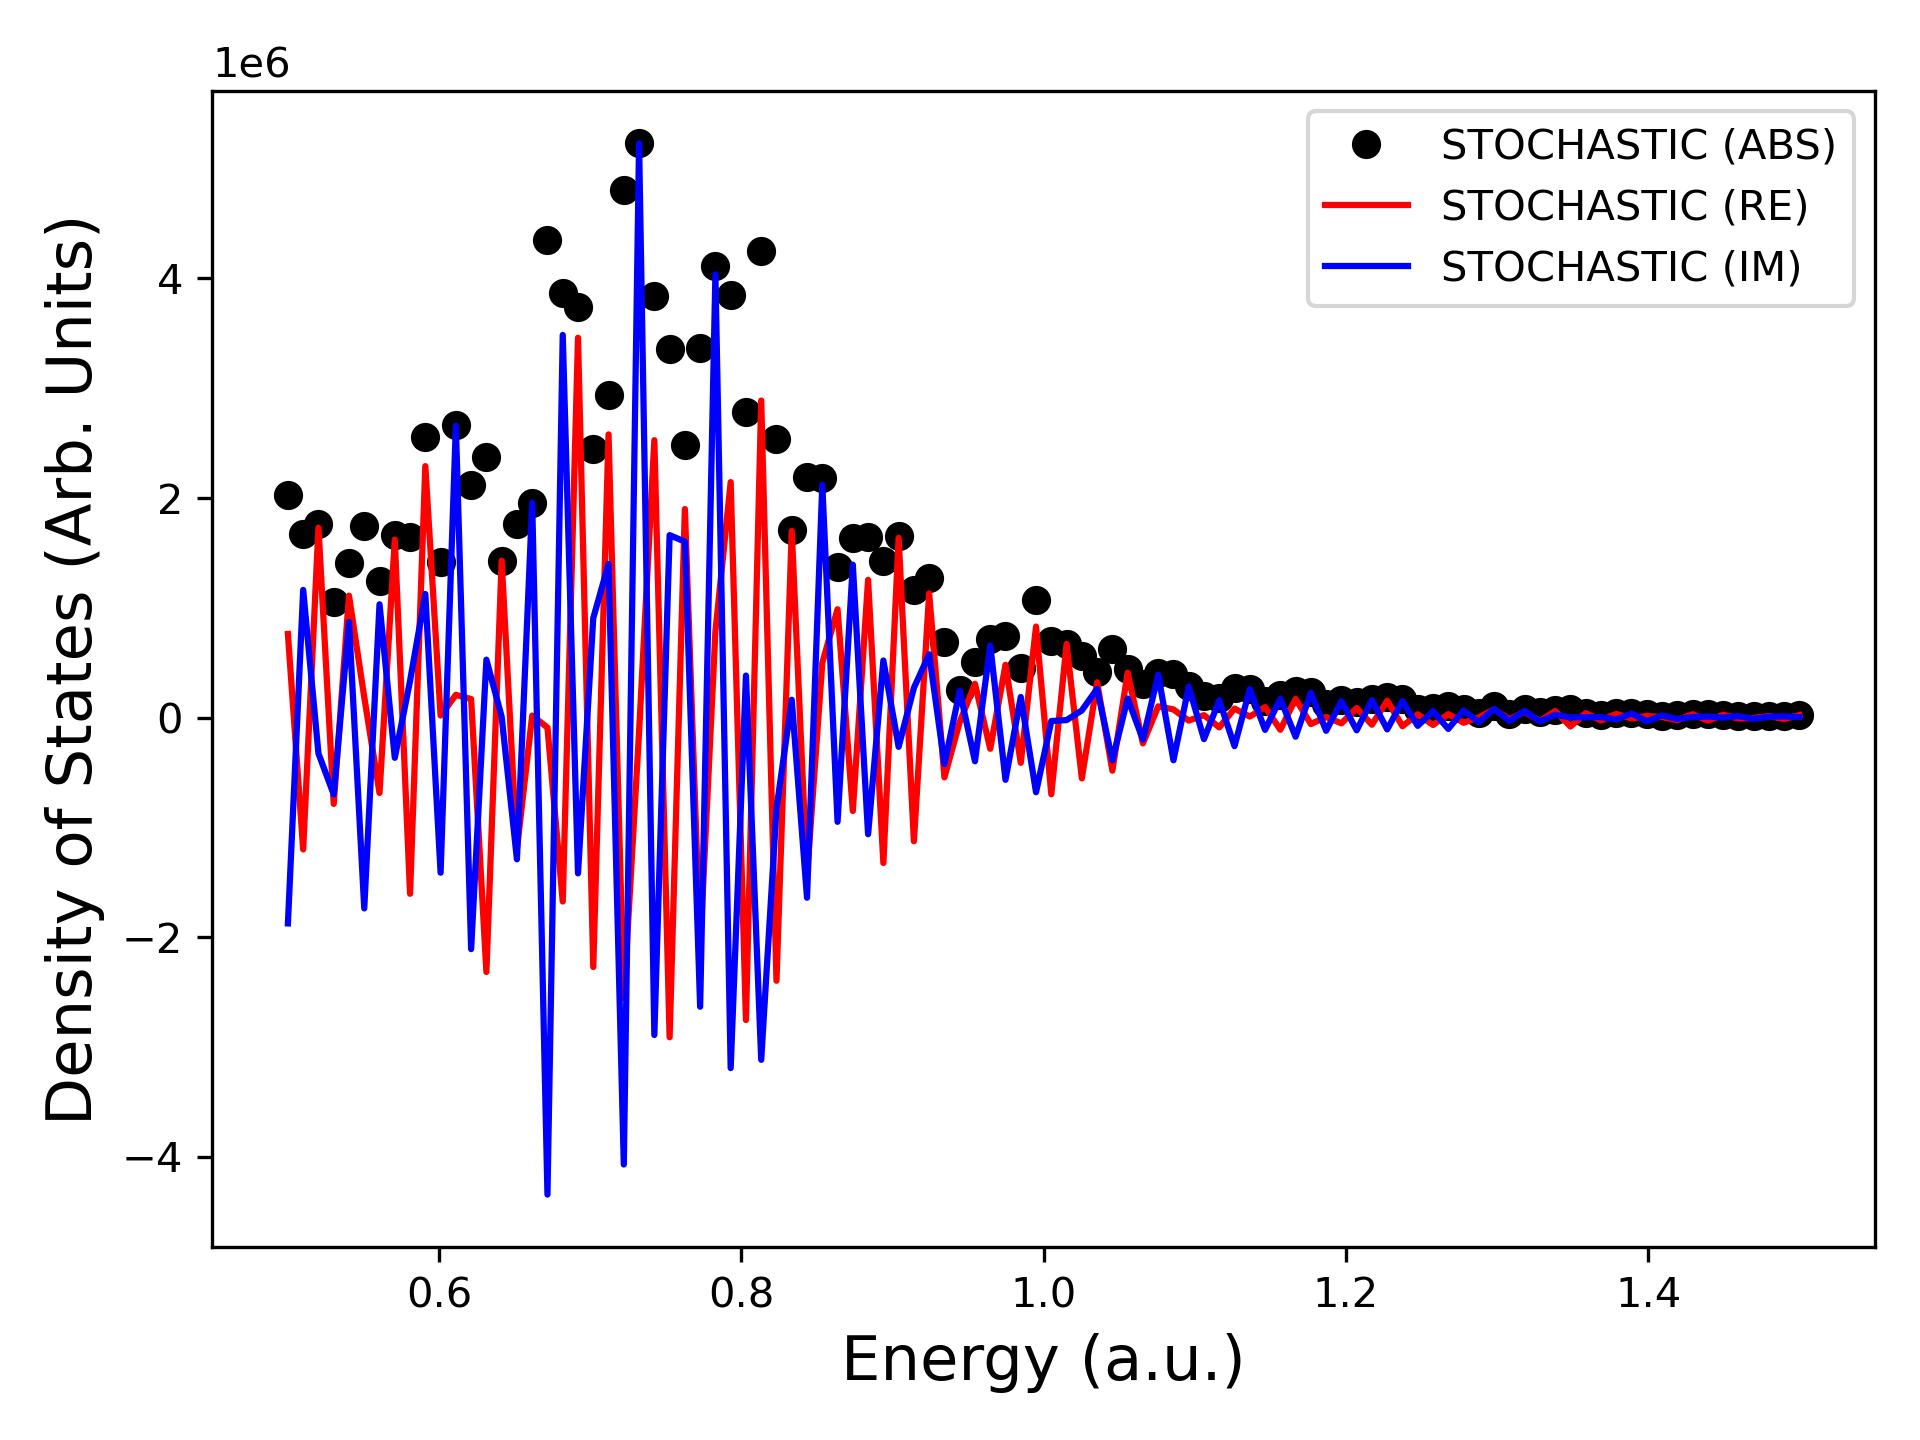 1e6
STOCHASTIC (ABS)
STOCHASTIC (RE)
STOCHASTIC (IM)
Density of States (Arb. Units)
4
2
0
−2
−4
0.6
0.8
1.0
1.2
1.4
Energy (a.u.)